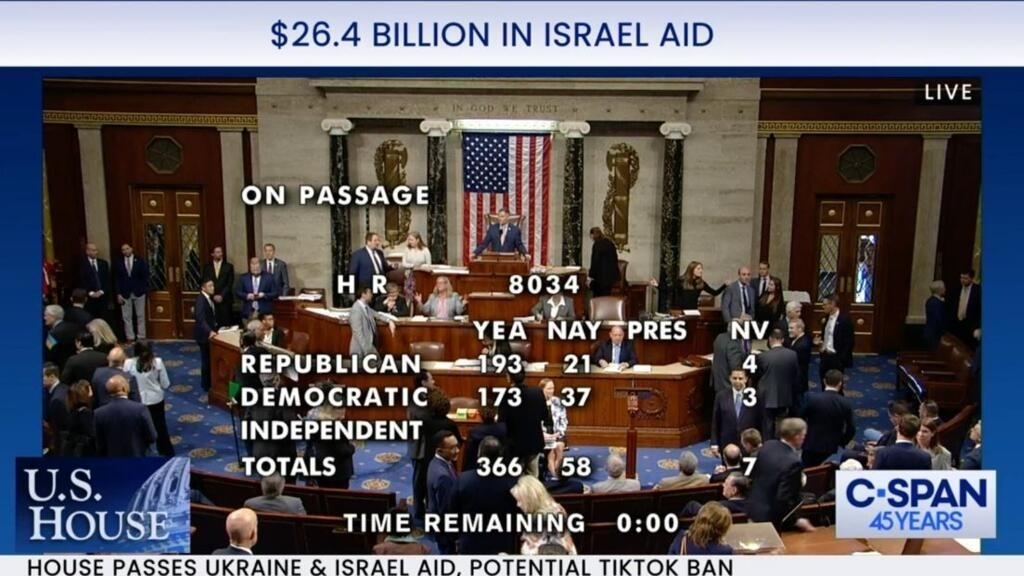 $26.4 BILLION IN ISRAEL AID
LIVE
IN GOD WE TRUST
ON PASSAGE
H R 8034
YEA NAY PRES NV
REPUBLICAN 193 21 4
DEMOCRATIC 173 37 3
INDEPENDENT
TOTALS 366 58 7
TIME REMAINING 0:00
U.S.
HOUSE
C-SPAN
45YEARS
HOUSE PASSES UKRAINE & ISRAEL AID, POTENTIAL TIKTOK BAN